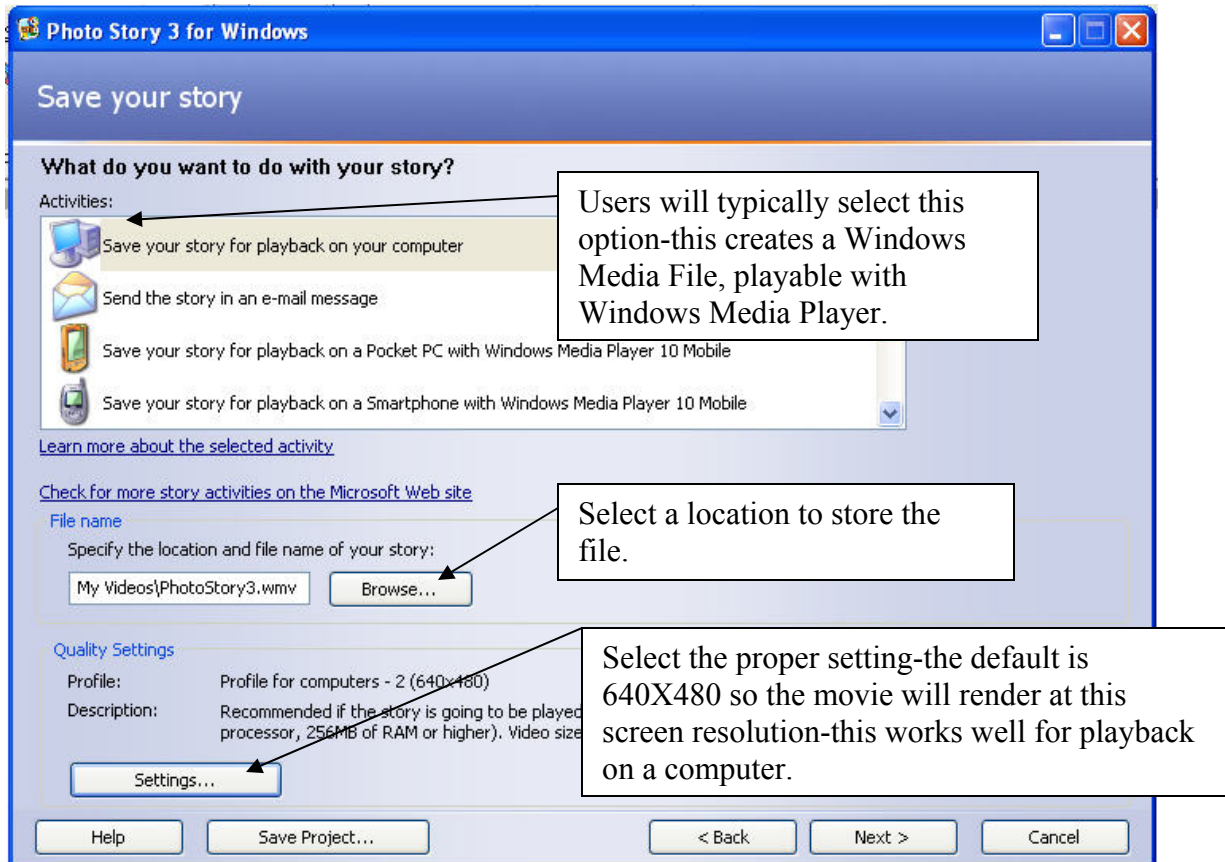 Photo Story 3 for Windows
Save your story
What do you want to do with your story?
Activities:
Save your story for playback on your computer
Send the story in an e-mail message
Save your story for playback on a Pocket PC with Windows Media Player 10 Mobile
Save your story for playback on a Smartphone with Windows Media Player 10 Mobile
Users will typically select this
option-this creates a Windows
Media File, playable with
Windows Media Player.
Learn more about the selected activity
Check for more story activities on the Microsoft Web site
File name
Specify the location and file name of your story:
My Videos\PhotoStory3.wmv
Browse...
Select a location to store the
file.
Quality Settings
Profile: Profile for computers - 2 (640x480)
Description: Recommended if the story is going to be played
processor, 256MB of RAM or higher). Video size
Settings...
Select the proper setting-the default is
640X480 so the movie will render at this
screen resolution-this works well for playback
on a computer.
Help Save Project... < Back Next > Cancel